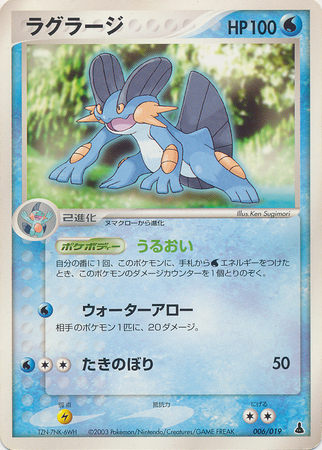 ラグラージ HP100
Illus. Ken Sugimori
2進化 ヌマクローから進化
ポケボディー うるおい
自分の番に1回、このポケモンに、手札から エネルギーをつけたとき、このポケモンのダメージカウンターを1個とりのぞく。
ウォーターアロー
相手のポケモン1匹に、20ダメージ。
たきのぼり 50
弱点 抵抗力 にげる
TZN-7NK-6WH ©2003 Pokémon/Nintendo/Creatures/GAME FREAK. 006/019